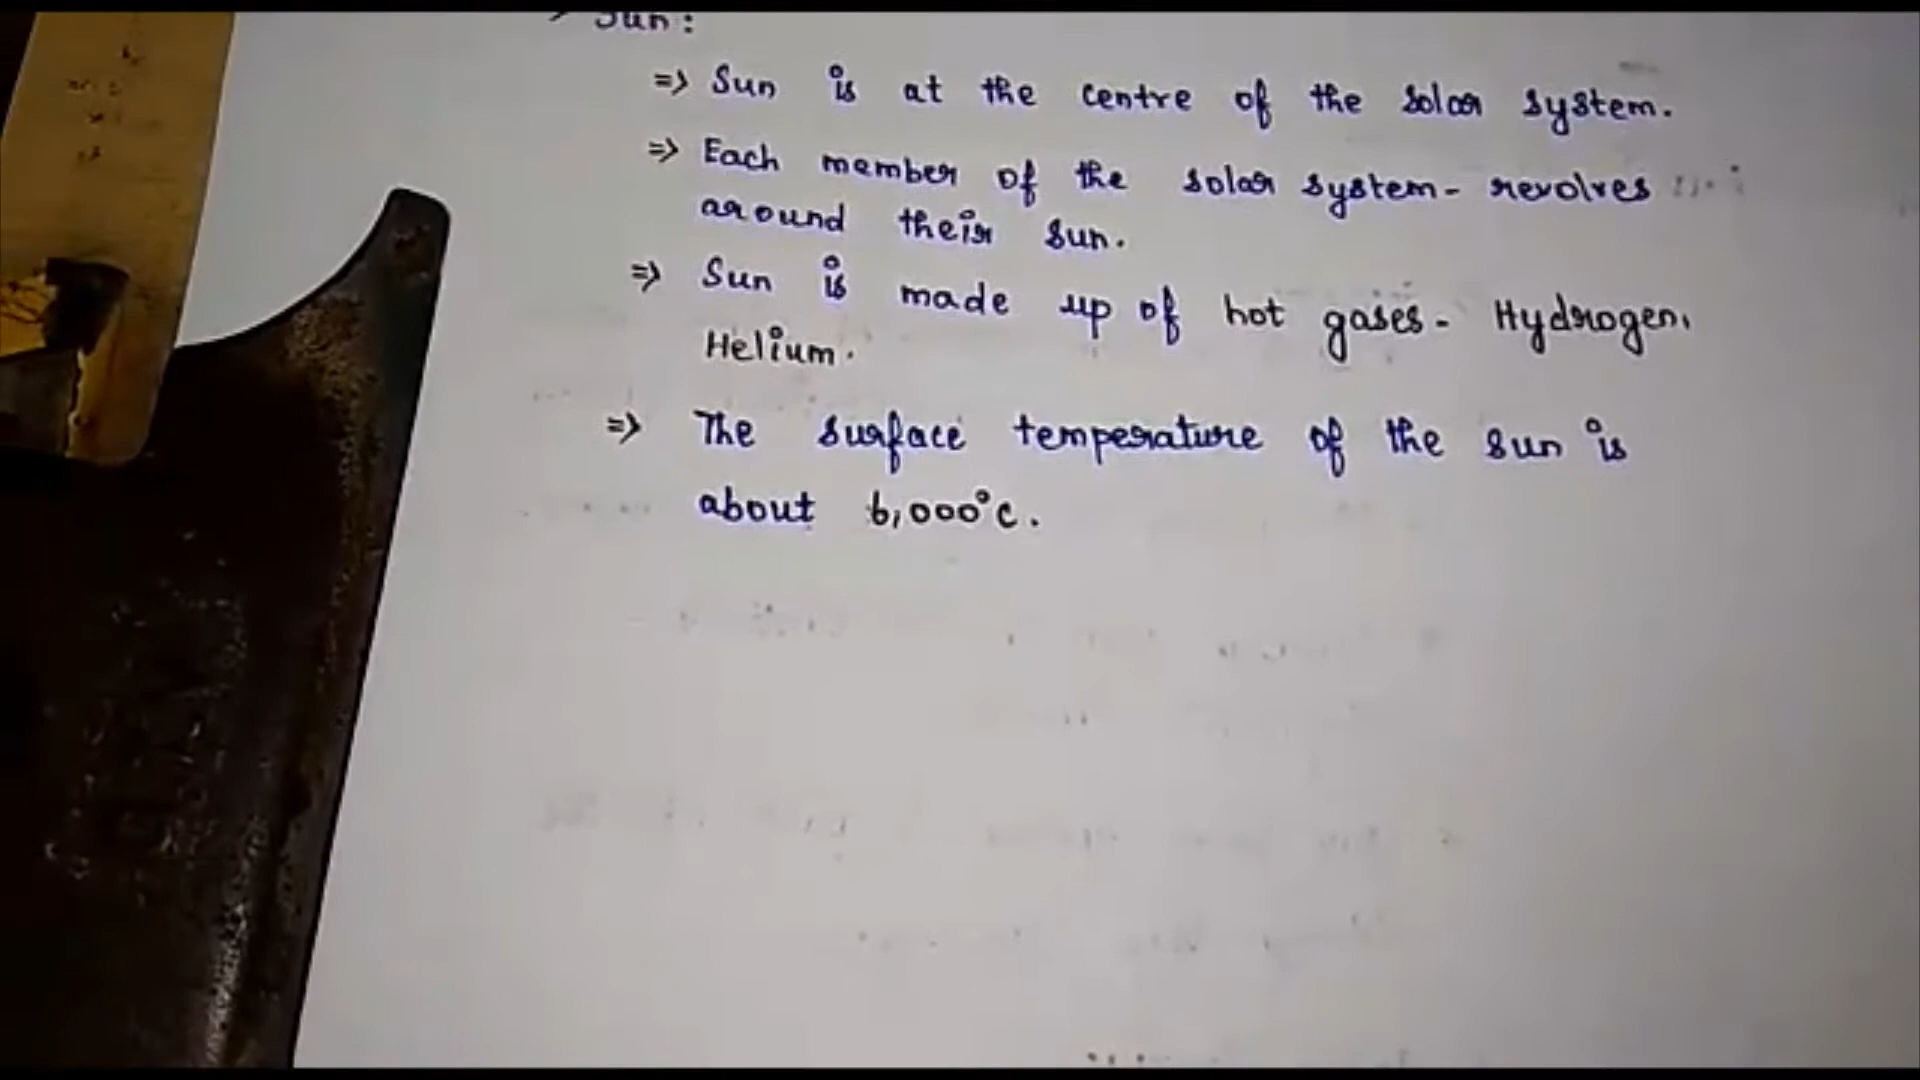 Sun:
=> Sun is at the centre of the solar system.
=> Each member of the solar system - revolves
around their sun.
=> Sun is made up of hot gases - Hydrogen,
Helium.
=> The surface temperature of the sun is
about 6,000°c.